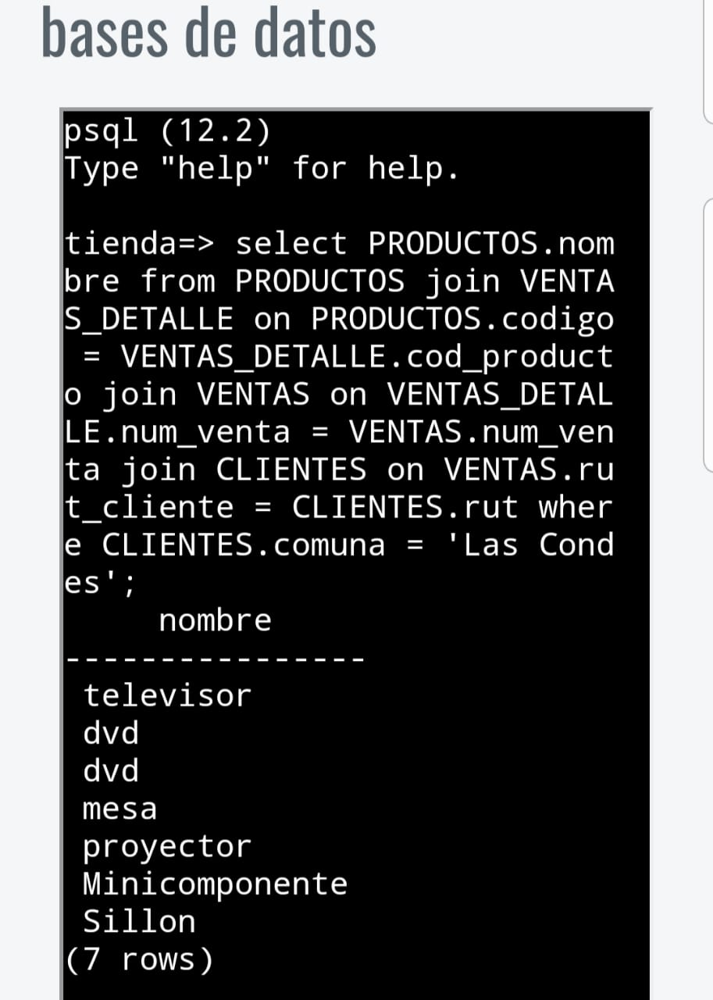 bases de datos
psql (12.2)
Type "help" for help.
tienda=> select PRODUCTOS.nom
bre from PRODUCTOS join VENTA
S_DETALLE on PRODUCTOS.codigo
 = VENTAS_DETALLE.cod_product
o join VENTAS on VENTAS_DETAL
LE.num_venta = VENTAS.num_ven
ta join CLIENTES on VENTAS.ru
t_cliente = CLIENTES.rut wher
e CLIENTES.comuna = 'Las Cond
es';
nombre
----------------
televisor
dvd
dvd
mesa
proyector
Minicomponente
Sillon
(7 rows)